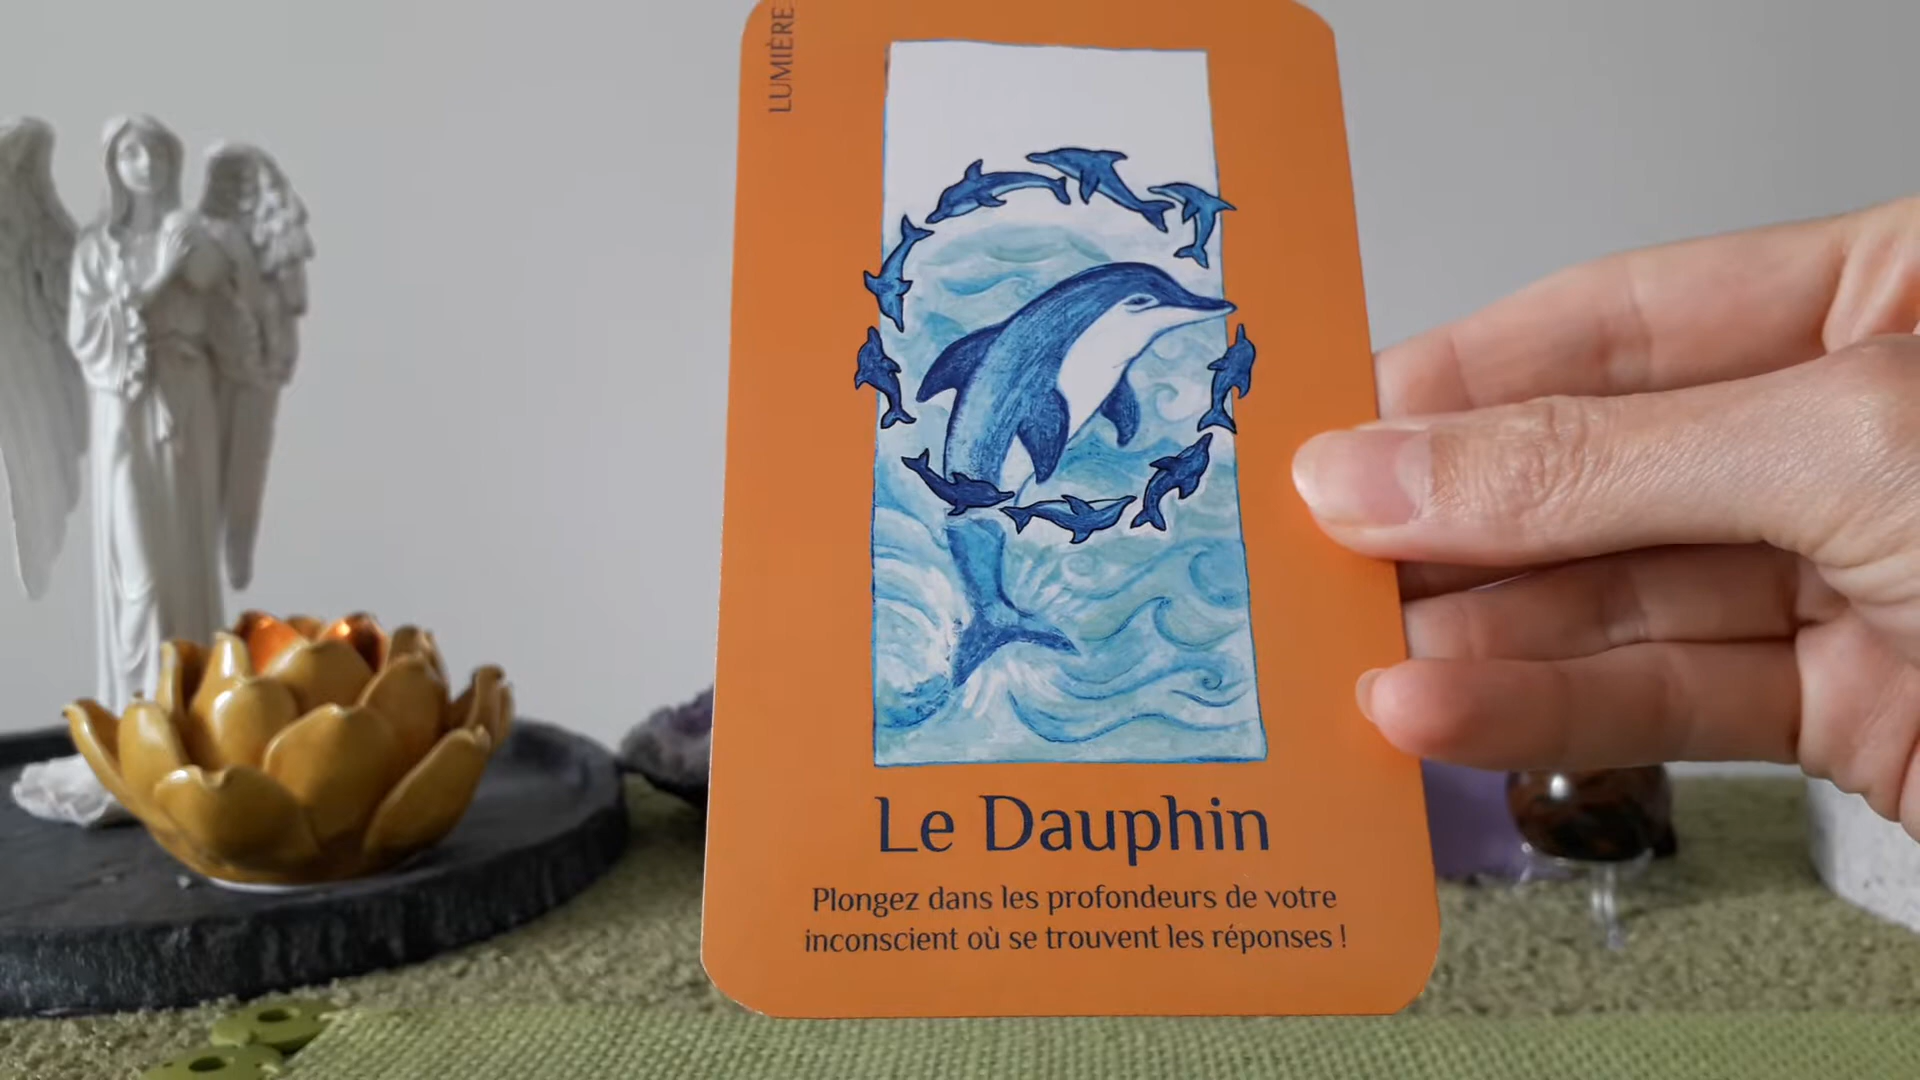 LUMIÈRE
Le Dauphin
Plongez dans les profondeurs de votre
inconscient où se trouvent les réponses !